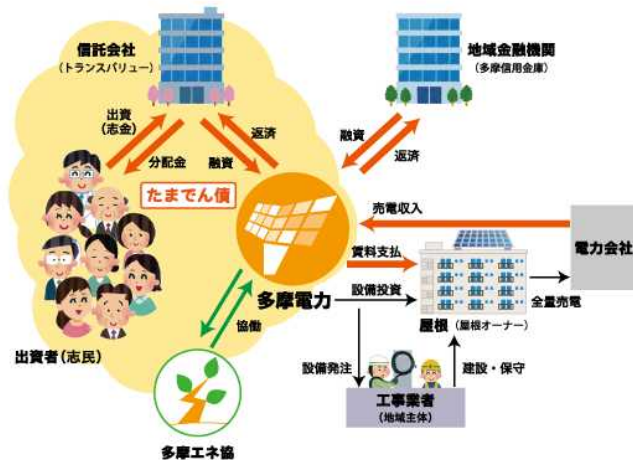 信託会社
(トランスバリュー)
地域金融機関
(多摩信用金庫)
出資
(志金)
分配金
融資
返済
融資
返済
たまでん債
売電収入
電力会社
賃料支払
多摩電力
設備投資
全量売電
屋根(屋根オーナー)
協働
出資者(志民)
設備発注
建設・保守
工事業者
(地域主体)
多摩エネ協